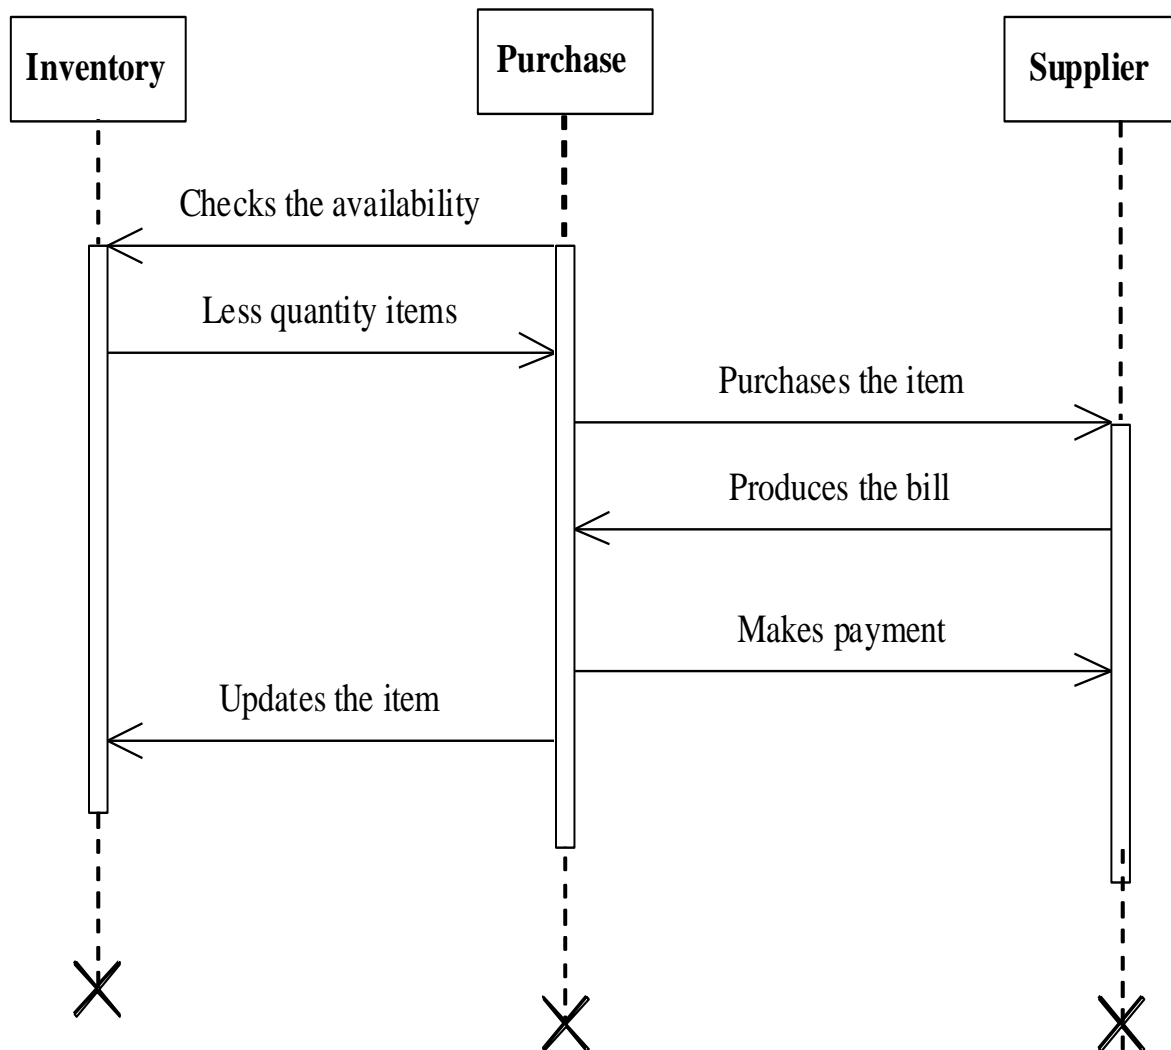 Inventory
Purchase
Supplier
Checks the availability
Less quantity items
Purchases the item
Produces the bill
Makes payment
Updates the item